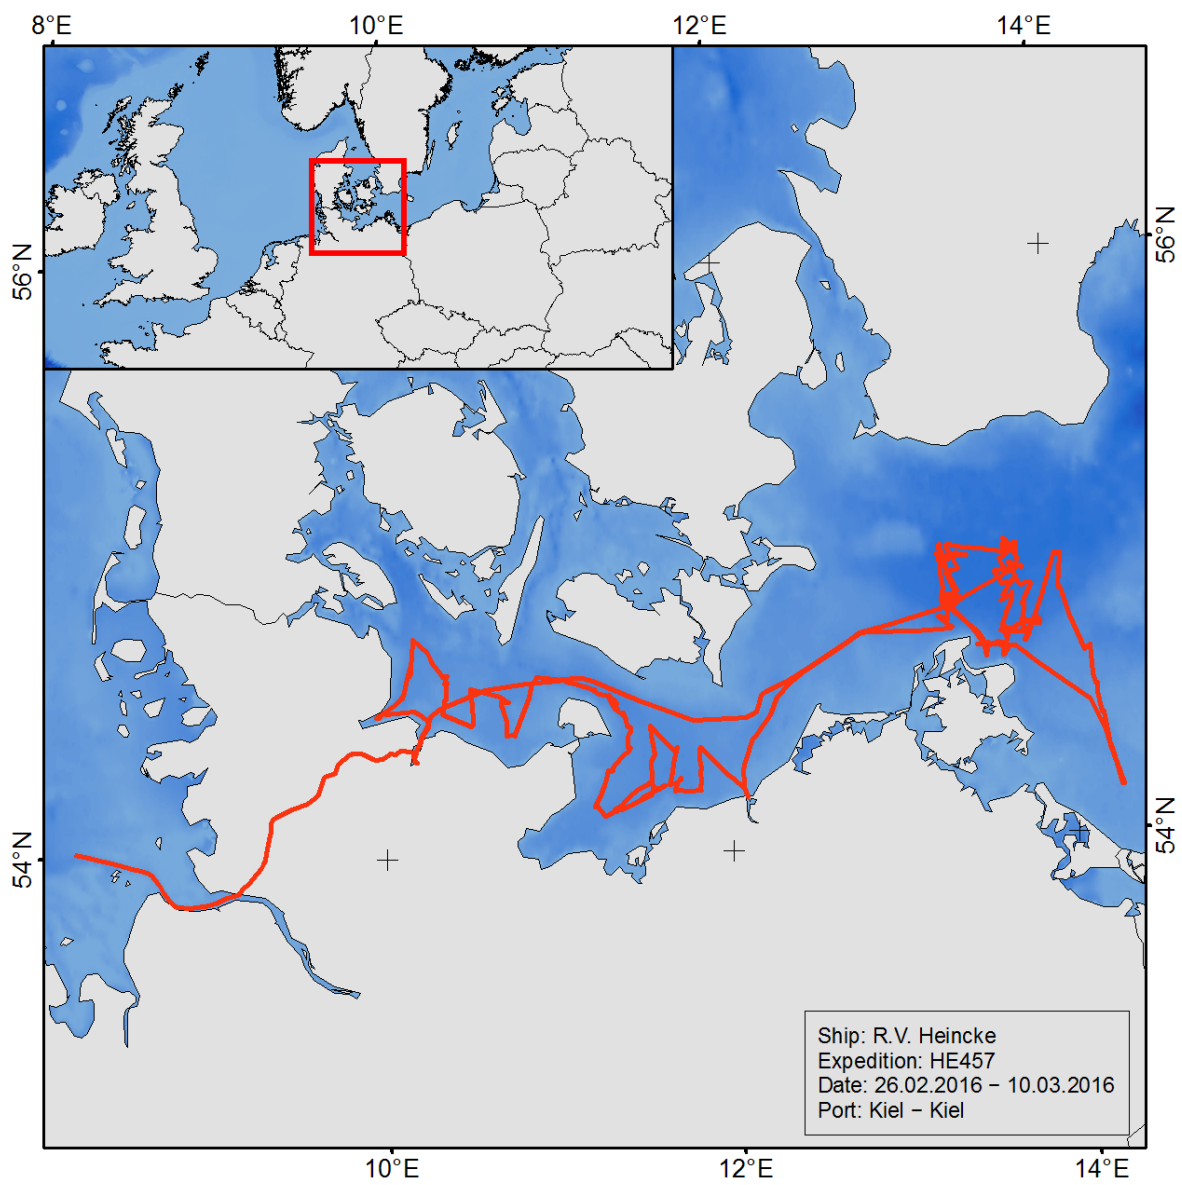 8°E 10°E 12°E 14°E
56°N
56°N
54°N
54°N
Ship: R.V. Heincke
Expedition: HE457
Date: 26.02.2016 − 10.03.2016
Port: Kiel − Kiel
10°E 12°E 14°E